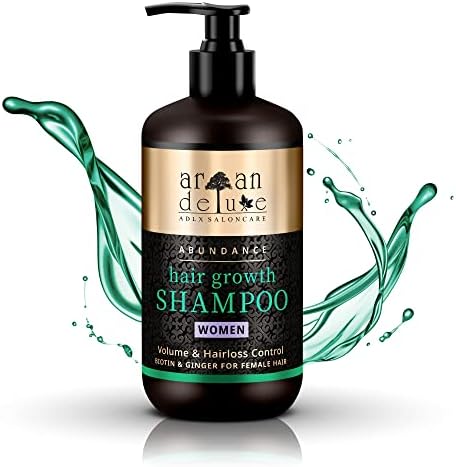 argan
deluxe
ADLX SALONCARE
ABUNDANCE
hair growth
SHAMPOO
WOMEN
Volume & Hairloss Control
BIOTIN & GINGER FOR FEMALE HAIR